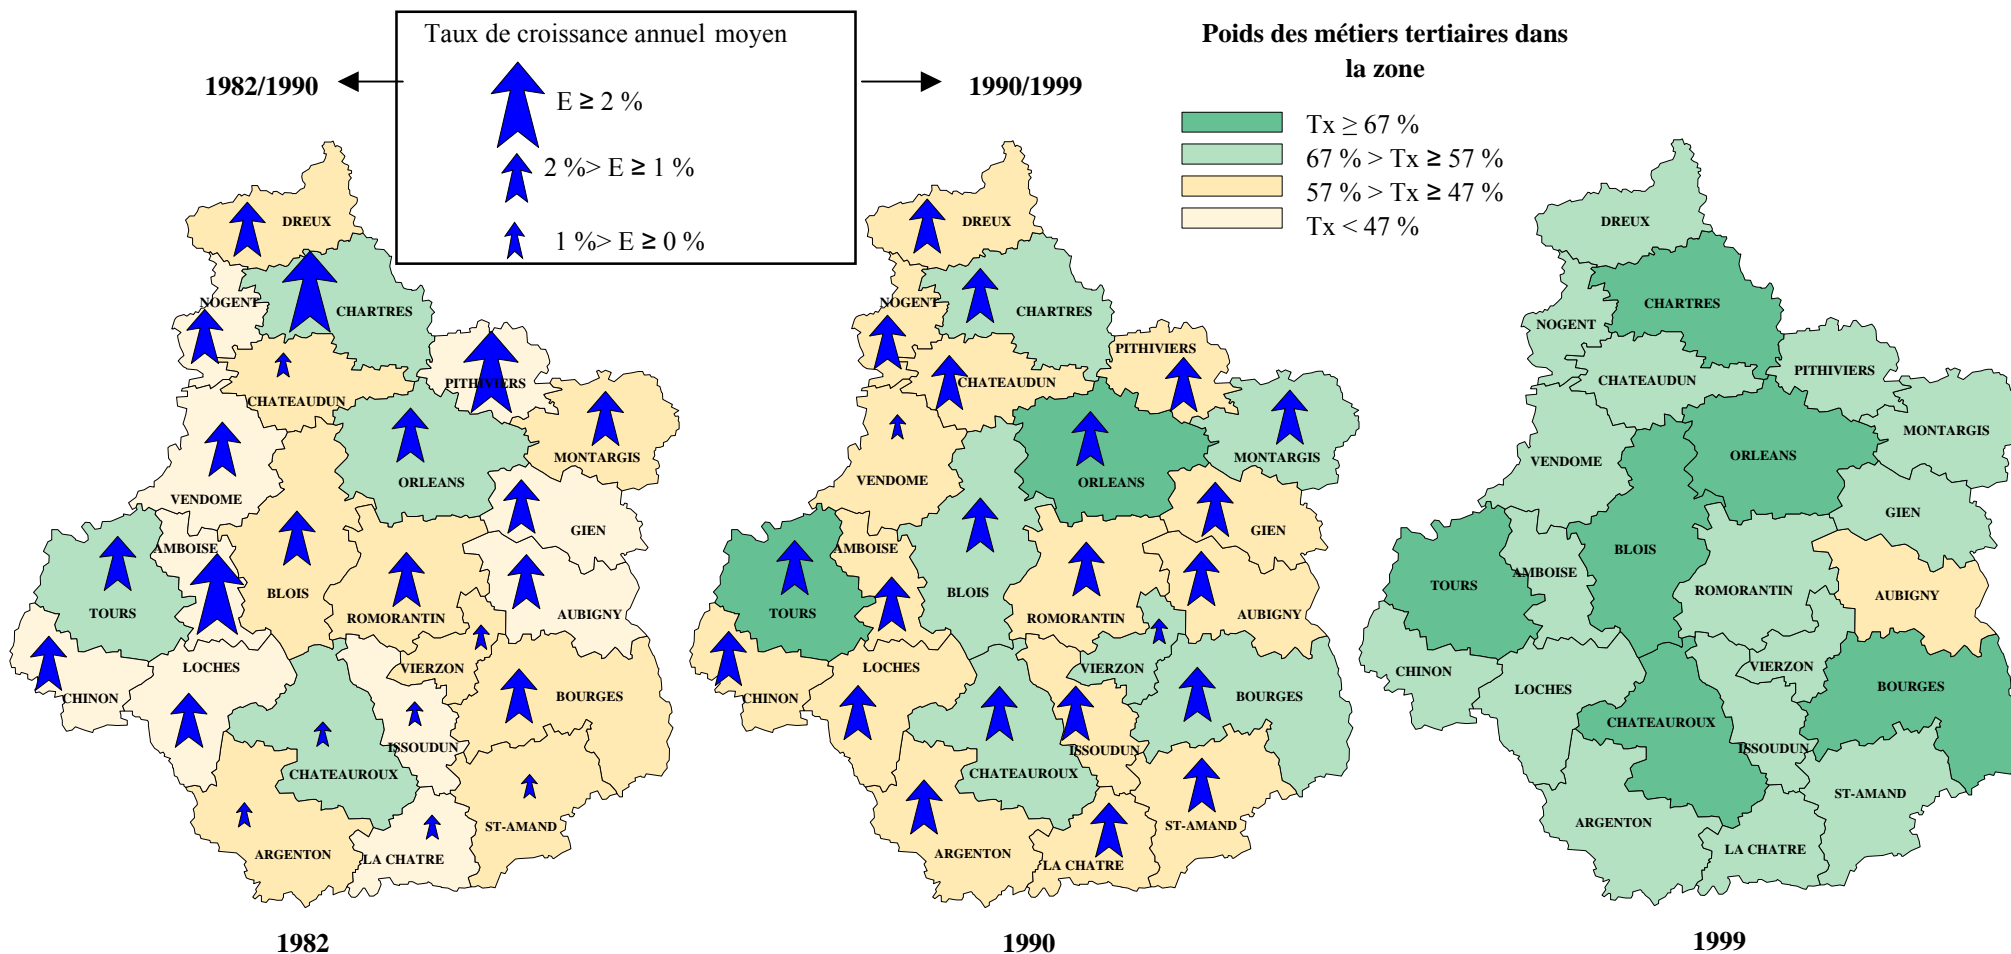 Taux de croissance annuel moyen
1982/1990
1990/1999
E ≥ 2 %
2 %> E ≥ 1 %
1 %> E ≥ 0 %
Poids des métiers tertiaires dans
la zone
Tx ≥ 67 %
67 % > Tx ≥ 57 %
57 % > Tx ≥ 47 %
Tx < 47 %
DREUX
NOGENT
CHARTRES
PITHIVIERS
CHATEAUDUN
MONTARGIS
ORLEANS
VENDOME
GIEN
AMBOISE
BLOIS
TOURS
ROMORANTIN
AUBIGNY
LOCHES
VIERZON
CHINON
BOURGES
ISSOUDUN
CHATEAUROUX
ST-AMAND
ARGENTON
LA CHATRE
1982
DREUX
NOGENT
CHARTRES
PITHIVIERS
CHATEAUDUN
MONTARGIS
VENDOME
ORLEANS
GIEN
AMBOISE
BLOIS
TOURS
ROMORANTIN
AUBIGNY
LOCHES
VIERZON
CHINON
BOURGES
ISSOUDUN
CHATEAUROUX
ST-AMAND
ARGENTON
LA CHATRE
1990
DREUX
CHARTRES
NOGENT
PITHIVIERS
CHATEAUDUN
MONTARGIS
ORLEANS
VENDOME
GIEN
BLOIS
AMBOISE
TOURS
ROMORANTIN
AUBIGNY
VIERZON
CHINON
LOCHES
BOURGES
CHATEAUROUX
ISSOUDUN
ST-AMAND
ARGENTON
LA CHATRE
1999